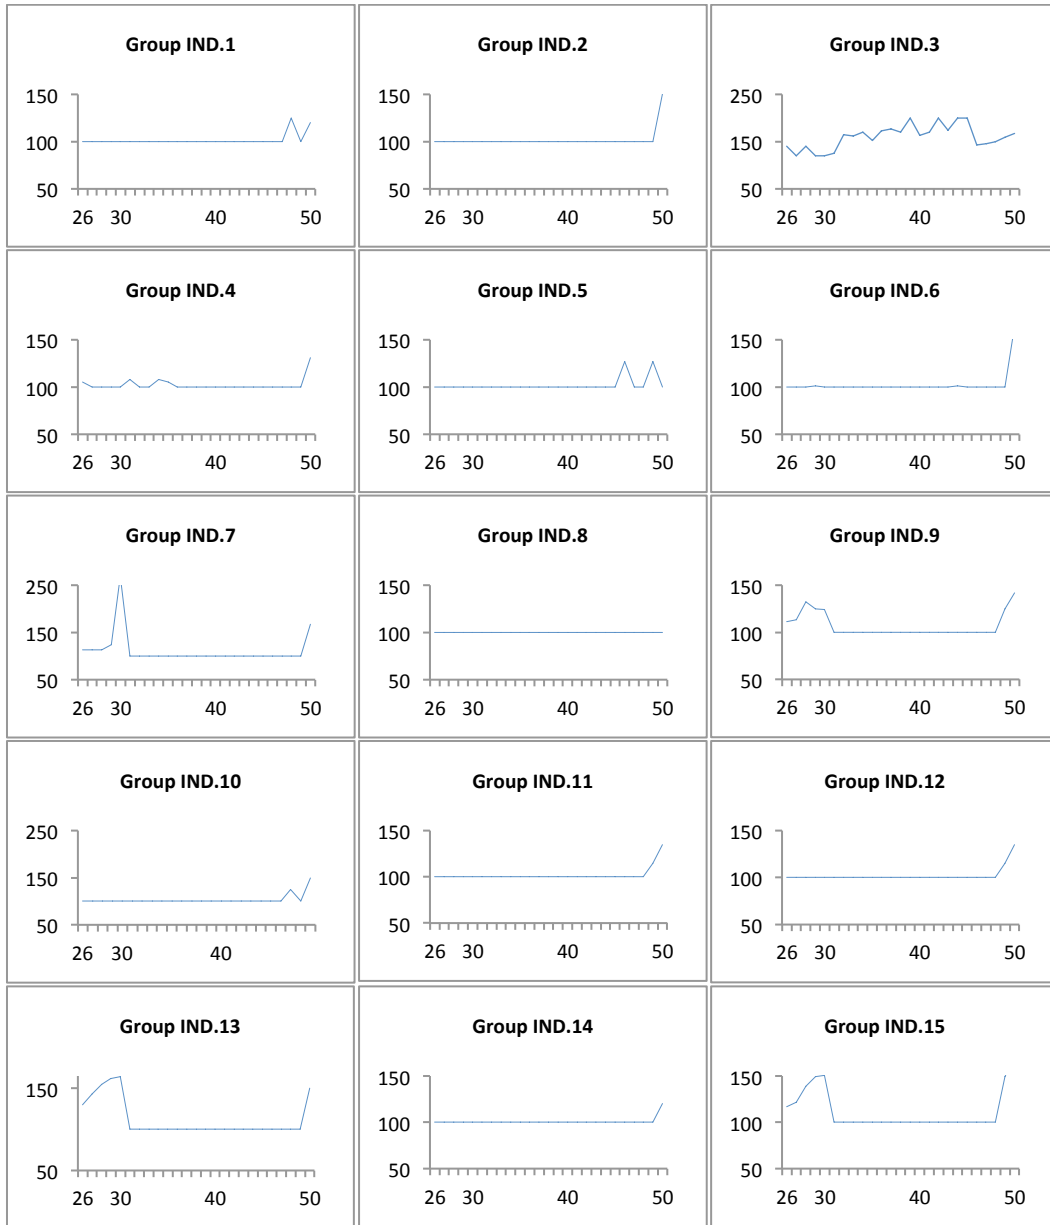 Group IND.1
150
100
50
26 30 40 50
Group IND.2
150
100
50
26 30 40 50
Group IND.3
250
150
50
26 30 40 50
Group IND.4
150
100
50
26 30 40 50
Group IND.5
150
100
50
26 30 40 50
Group IND.6
150
100
50
26 30 40 50
Group IND.7
250
150
50
26 30 40 50
Group IND.8
150
100
50
26 30 40 50
Group IND.9
150
100
50
26 30 40 50
Group IND.10
250
150
50
26 30 40
Group IND.11
150
100
50
26 30 40 50
Group IND.12
150
100
50
26 30 40 50
Group IND.13
150
50
26 30 40 50
Group IND.14
150
100
50
26 30 40 50
Group IND.15
150
100
50
26 30 40 50